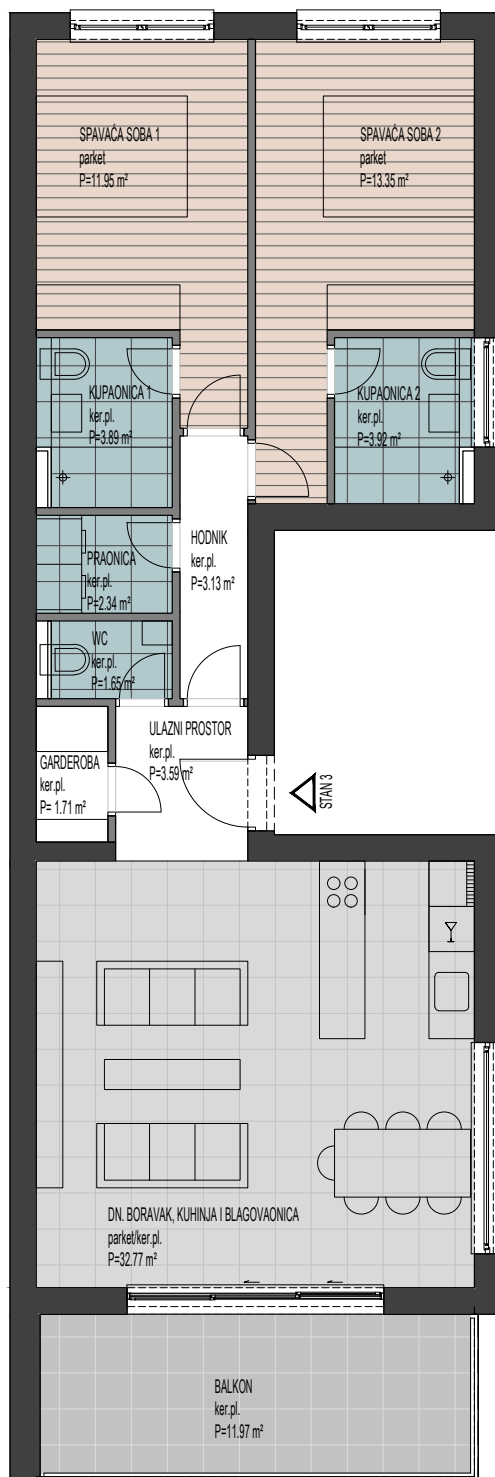 SPAVAĆA SOBA 1
parket
P=11.95 m²
SPAVAĆA SOBA 2
parket
P=13.35 m²
KUPAONICA 1
ker.pl.
P=3.89 m²
KUPAONICA 2
ker.pl.
P=3.92 m²
HODNIK
ker.pl.
P=3.13 m²
PRAONICA
ker.pl.
P=2.34 m²
WC
ker.pl.
P=1.65 m²
ULAZNI PROSTOR
ker.pl.
P=3.59 m²
GARDEROBA
ker.pl.
P= 1.71 m²
STAN 3
DN. BORAVAK, KUHINJA I BLAGOVAONICA
parket/ker.pl.
P=32.77 m²
BALKON
ker.pl.
P=11.97 m²